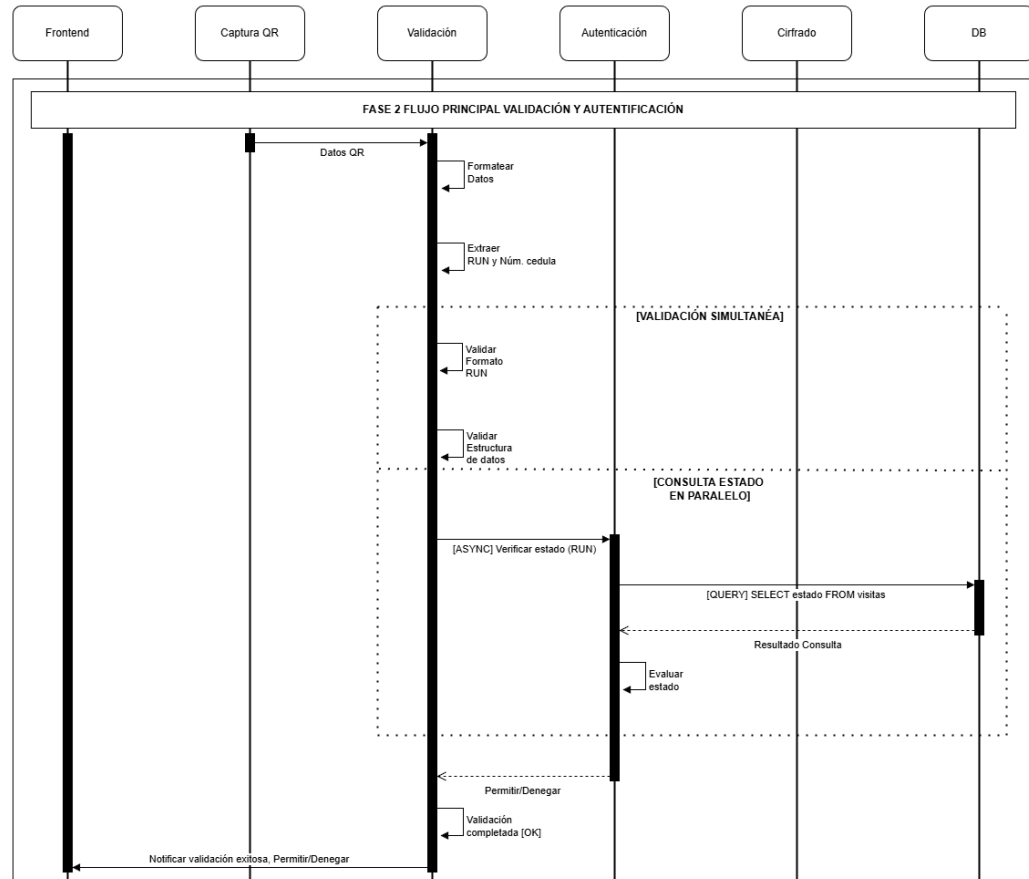 Frontend
Captura QR
Validación
Autenticación
Cirfrado
DB
FASE 2 FLUJO PRINCIPAL VALIDACIÓN Y AUTENTIFICACIÓN
Datos QR
Formatear
Datos
Extraer
RUN y Núm. cedula
[VALIDACIÓN SIMULTANÉA]
Validar
Formato
RUN
Validar
Estructura
de datos
[CONSULTA ESTADO
EN PARALELO]
[ASYNC] Verificar estado (RUN)
[QUERY] SELECT estado FROM visitas
Resultado Consulta
Evaluar
estado
Permitir/Denegar
Validación
completada [OK]
Notificar validación exitosa, Permitir/Denegar